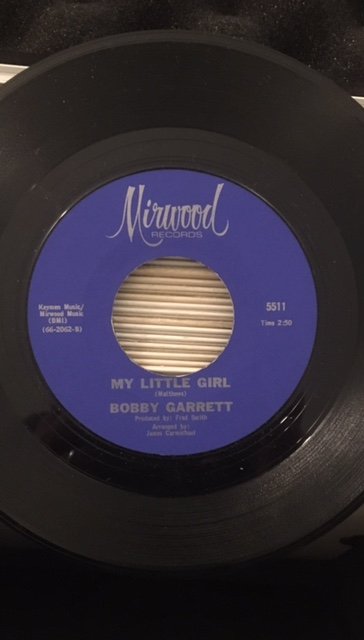 Mirwood
RECORDS
Keymen Music/
Mirwood Music
(BMI)
(66-2062-B)
5511
Time 2:50
MY LITTLE GIRL
(Matthews)
BOBBY GARRETT
Produced by: Fred Smith
Arranged by:
James Carmichael